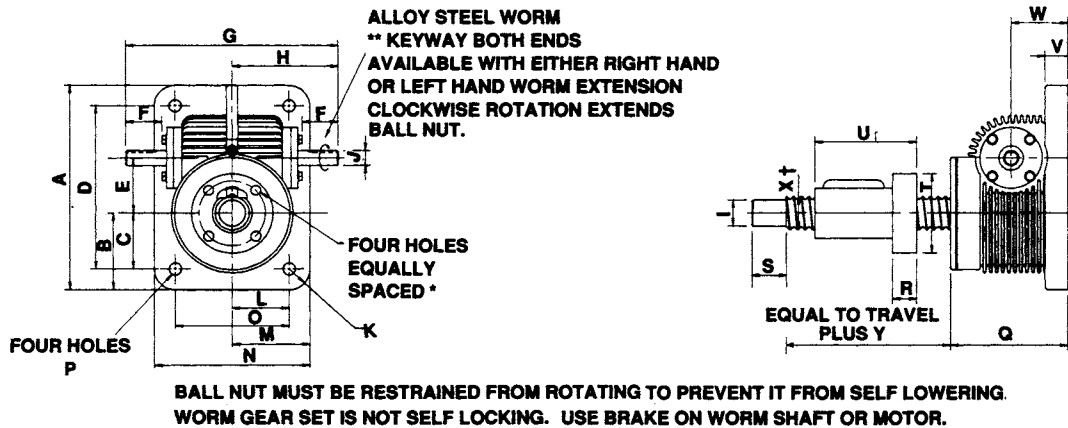 ALLOY STEEL WORM
** KEYWAY BOTH ENDS
AVAILABLE WITH EITHER RIGHT HAND
OR LEFT HAND WORM EXTENSION
CLOCKWISE ROTATION EXTENDS
BALL NUT.
G
H
F
F
J
A
D
E
B
C
L
O
M
N
K
FOUR HOLES
EQUALLY
SPACED *
FOUR HOLES
P
W
V
U
X†
T
I
S
R
Q
EQUAL TO TRAVEL
PLUS Y
BALL NUT MUST BE RESTRAINED FROM ROTATING TO PREVENT IT FROM SELF LOWERING.
WORM GEAR SET IS NOT SELF LOCKING. USE BRAKE ON WORM SHAFT OR MOTOR.